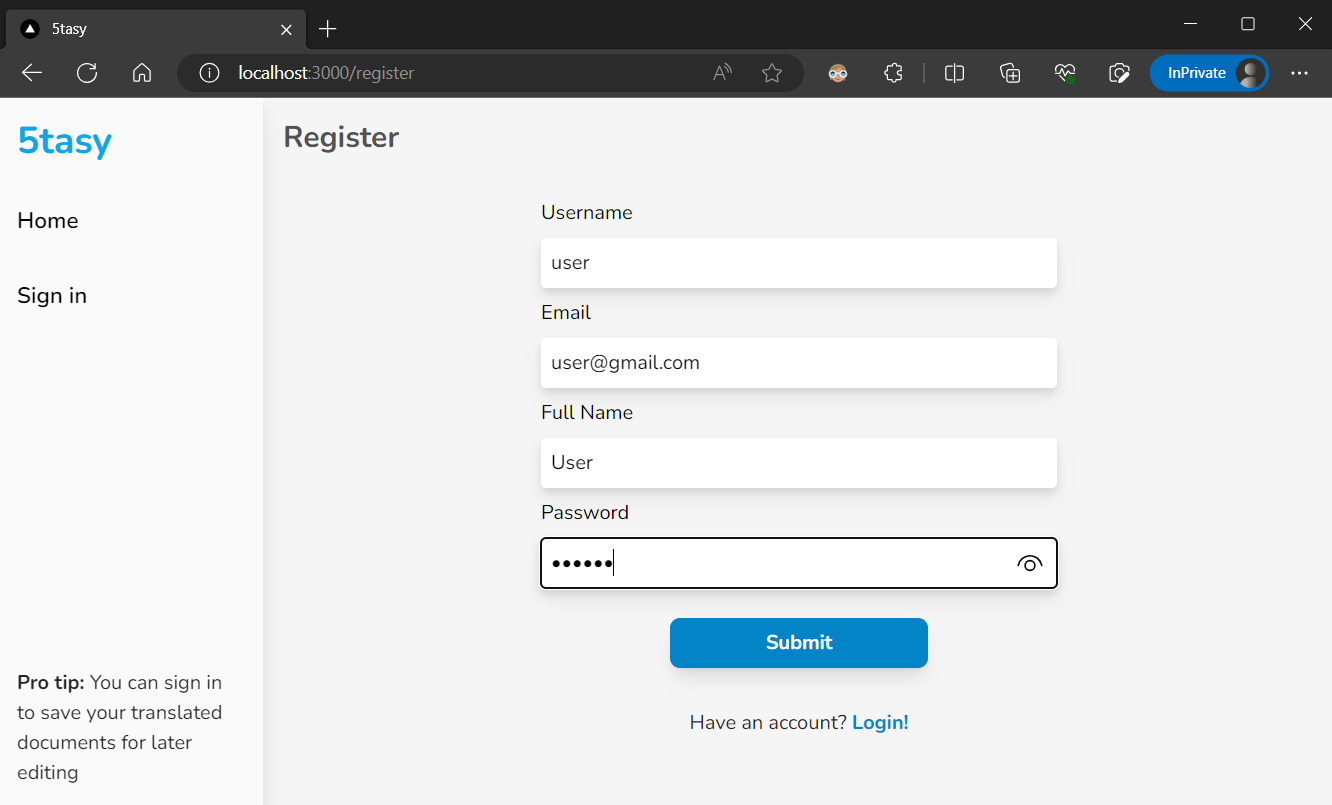 5tasy
localhost:3000/register
InPrivate
5tasy
Home
Sign in
Pro tip: You can sign in
to save your translated
documents for later
editing
Register
Username
user
Email
user@gmail.com
Full Name
User
Password
••••••
Submit
Have an account? Login!